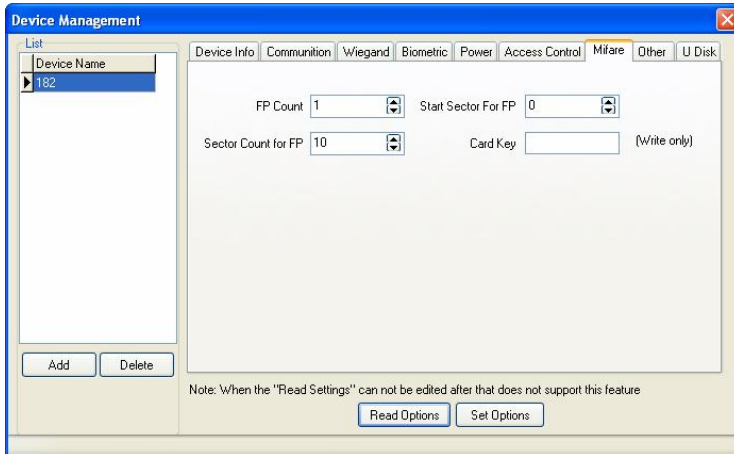 Device Management
List
Device Name
182
Device Info Communition Wiegand Biometric Power Access Control Mifare Other U Disk
FP Count 1 Start Sector For FP 0
Sector Count for FP 10 Card Key (Write only)
Add Delete
Note: When the "Read Settings" can not be edited after that does not support this feature
Read Options Set Options